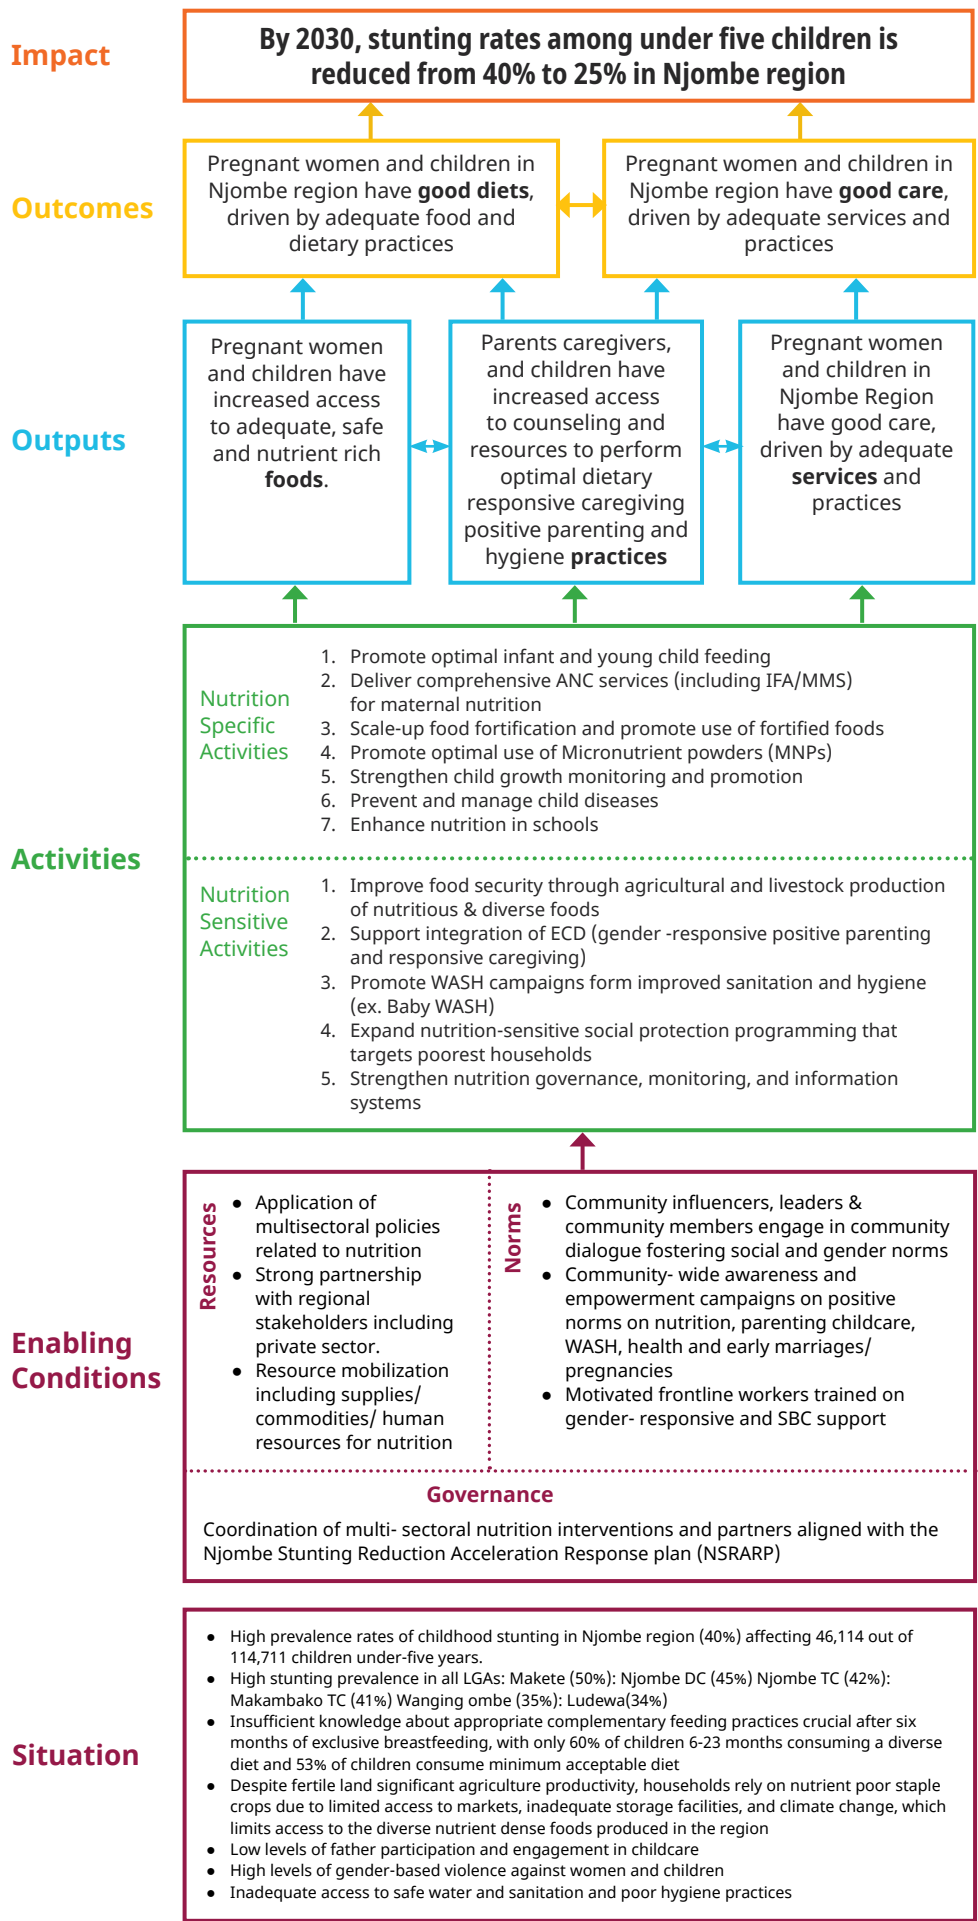 Impact
By 2030, stunting rates among under five children is
reduced from 40% to 25% in Njombe region
Outcomes
Pregnant women and children in
Njombe region have good diets,
driven by adequate food and
dietary practices
Pregnant women and children in
Njombe region have good care,
driven by adequate services and
practices
Outputs
Pregnant women
and children have
increased access
to adequate, safe
and nutrient rich
foods.
Parents caregivers,
and children have
increased access
to counseling and
resources to perform
optimal dietary
responsive caregiving
positive parenting and
hygiene practices
Pregnant women
and children in
Njombe Region
have good care,
driven by adequate
services and
practices
Activities
Nutrition
Specific
Activities
1. Promote optimal infant and young child feeding
2. Deliver comprehensive ANC services (including IFA/MMS)
for maternal nutrition
3. Scale-up food fortification and promote use of fortified foods
4. Promote optimal use of Micronutrient powders (MNPs)
5. Strengthen child growth monitoring and promotion
6. Prevent and manage child diseases
7. Enhance nutrition in schools
Nutrition
Sensitive
Activities
1. Improve food security through agricultural and livestock production
of nutritious & diverse foods
2. Support integration of ECD (gender -responsive positive parenting
and responsive caregiving)
3. Promote WASH campaigns form improved sanitation and hygiene
(ex. Baby WASH)
4. Expand nutrition-sensitive social protection programming that
targets poorest households
5. Strengthen nutrition governance, monitoring, and information
systems
Enabling
Conditions
Resources
● Application of
multisectoral policies
related to nutrition
● Strong partnership
with regional
stakeholders including
private sector.
● Resource mobilization
including supplies/
commodities/ human
resources for nutrition
Norms
● Community influencers, leaders &
community members engage in community
dialogue fostering social and gender norms
● Community- wide awareness and
empowerment campaigns on positive
norms on nutrition, parenting childcare,
WASH, health and early marriages/
pregnancies
● Motivated frontline workers trained on
gender- responsive and SBC support
Governance
Coordination of multi- sectoral nutrition interventions and partners aligned with the
Njombe Stunting Reduction Acceleration Response plan (NSRARP)
Situation
● High prevalence rates of childhood stunting in Njombe region (40%) affecting 46,114 out of
114,711 children under-five years.
● High stunting prevalence in all LGAs: Makete (50%): Njombe DC (45%) Njombe TC (42%):
Makambako TC (41%) Wanging ombe (35%): Ludewa(34%)
● Insufficient knowledge about appropriate complementary feeding practices crucial after six
months of exclusive breastfeeding, with only 60% of children 6-23 months consuming a diverse
diet and 53% of children consume minimum acceptable diet
● Despite fertile land significant agriculture productivity, households rely on nutrient poor staple
crops due to limited access to markets, inadequate storage facilities, and climate change, which
limits access to the diverse nutrient dense foods produced in the region
● Low levels of father participation and engagement in childcare
● High levels of gender-based violence against women and children
● Inadequate access to safe water and sanitation and poor hygiene practices